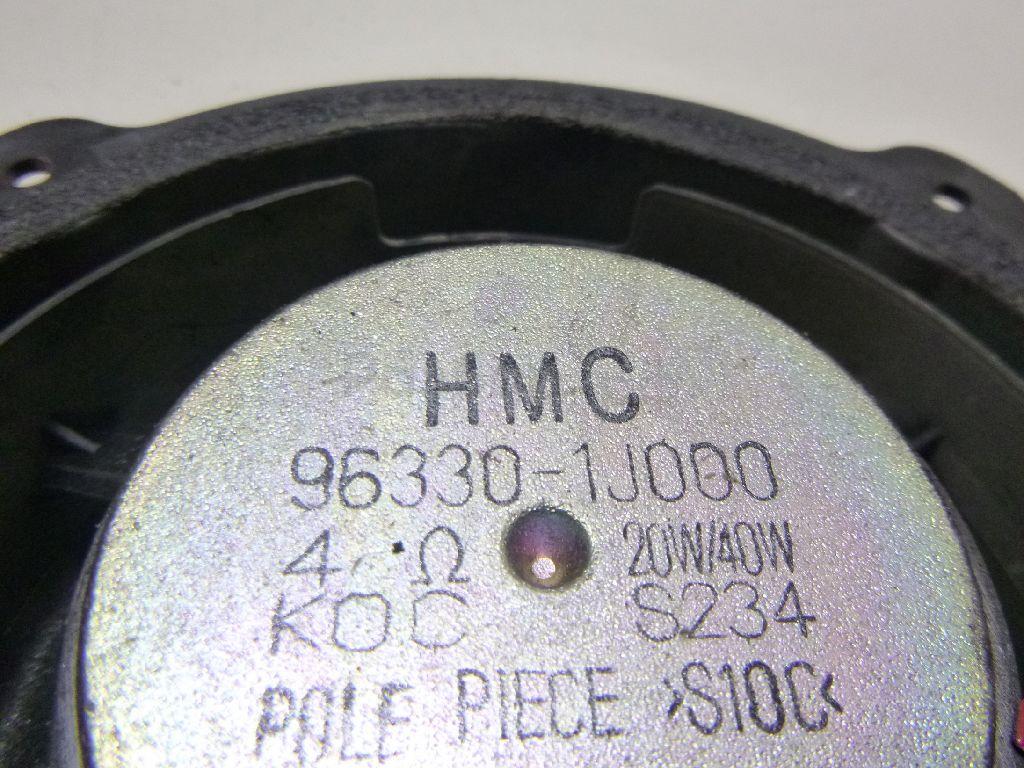 HMC
96330-1J000
4 Ω 20W/40W
KOC S234
POLE PIECE >S10C<